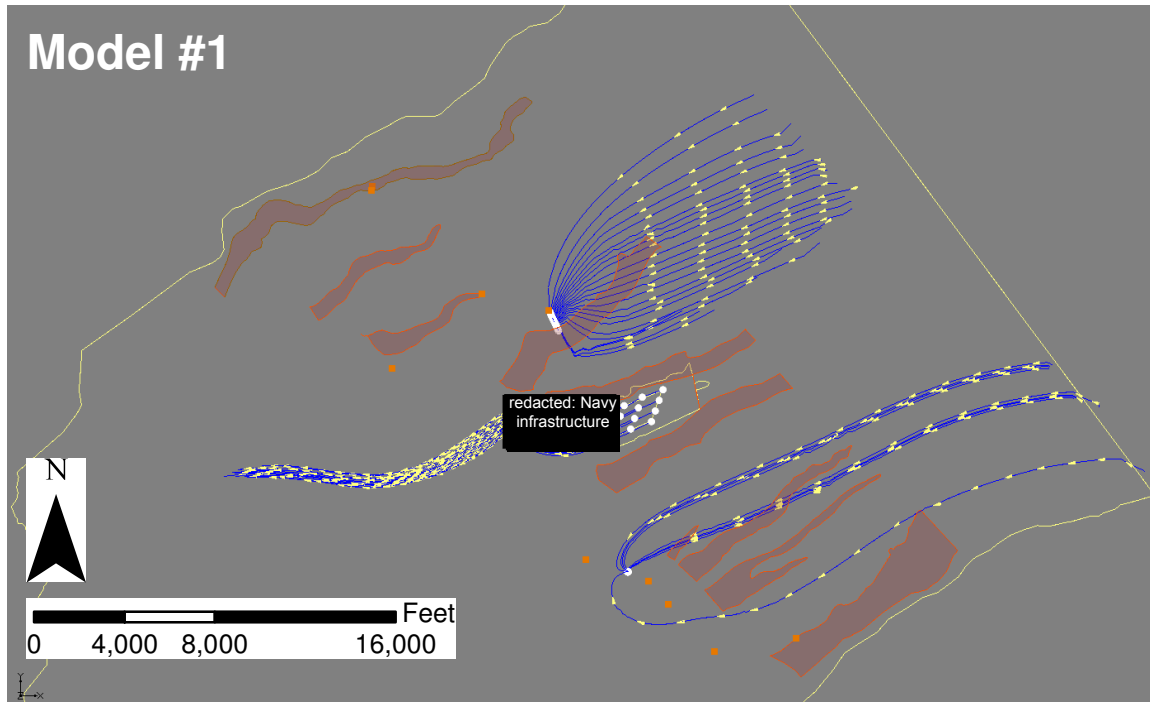 Model #1
redacted: Navy
infrastructure
N
Feet
0 4,000 8,000 16,000
Y
X